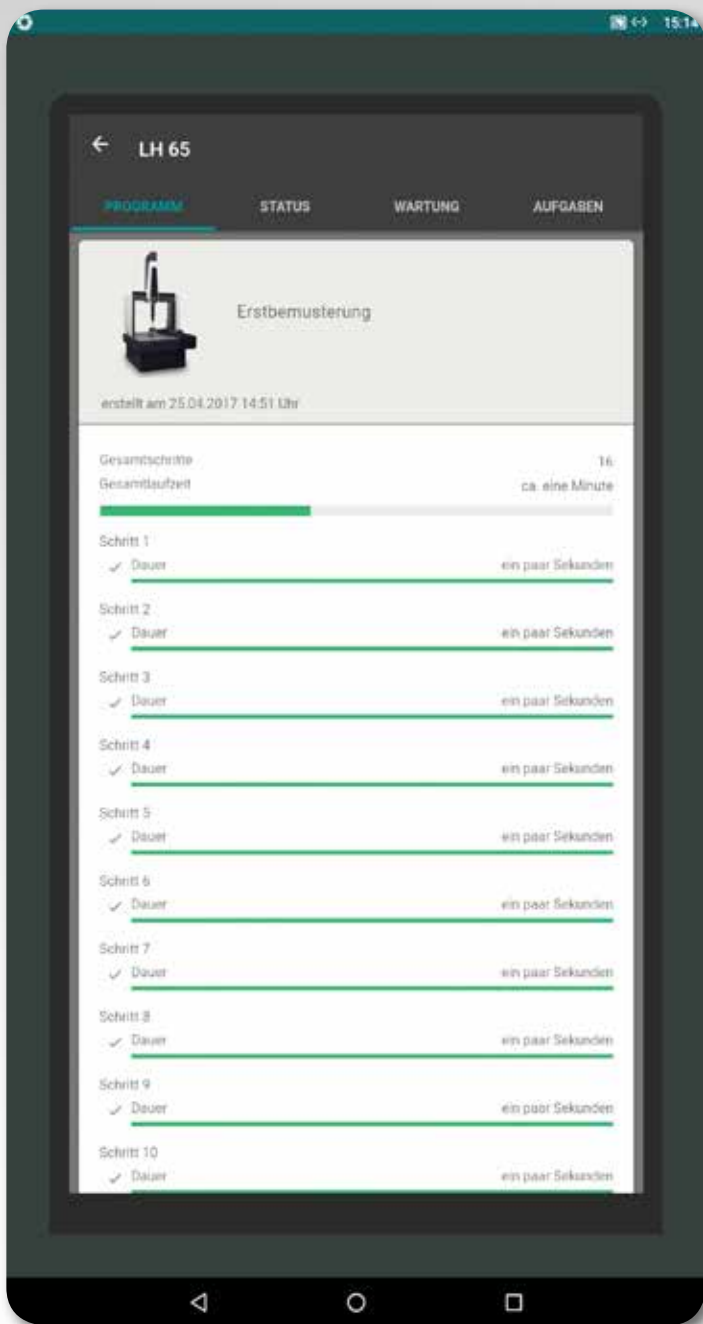 15:14
LH 65
PROGRAMM STATUS WARTUNG AUFGABEN
Erstbemusterung
erstellt am 25.04.2017 14:51 Uhr
Gesamtschritte 16
Gesamtlaufzeit ca. eine Minute
Schritt 1
Dauer ein paar Sekunden
Schritt 2
Dauer ein paar Sekunden
Schritt 3
Dauer ein paar Sekunden
Schritt 4
Dauer ein paar Sekunden
Schritt 5
Dauer ein paar Sekunden
Schritt 6
Dauer ein paar Sekunden
Schritt 7
Dauer ein paar Sekunden
Schritt 8
Dauer ein paar Sekunden
Schritt 9
Dauer ein paar Sekunden
Schritt 10
Dauer ein paar Sekunden